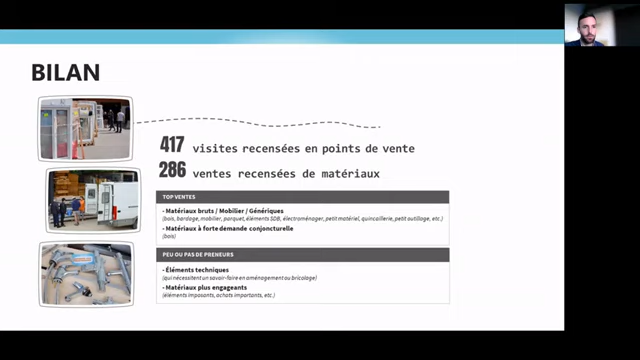 BILAN
417 visites recensées en points de vente
286 ventes recensées de matériaux
TOP VENTES
- Matériaux bruts / Mobilier / Génériques
(bois, bardage, mobilier, parquet, éléments SDB, électroménager, petit matériel, quincaillerie, petit outillage, etc.)
- Matériaux à forte demande conjoncturelle
(bois)
PEU OU PAS DE PRENEURS
- Éléments techniques
(qui nécessitent un savoir-faire en aménagement ou bricolage)
- Matériaux plus engageants
(éléments imposants, achats importants, etc.)